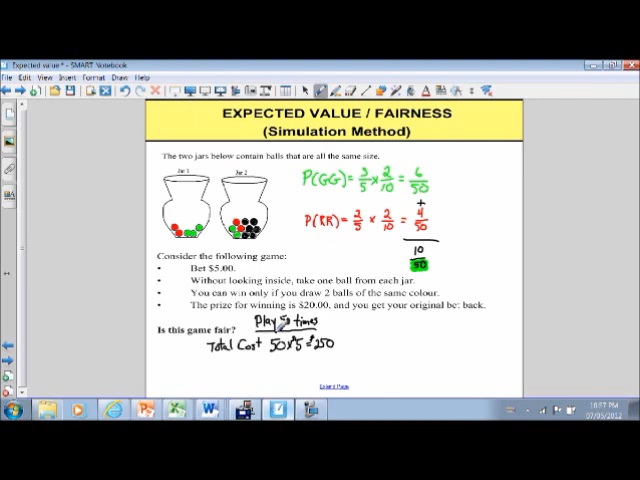 Expected value * - SMART Notebook
File Edit View Insert Format Draw Help
EXPECTED VALUE / FAIRNESS
(Simulation Method)
The two jars below contain balls that are all the same size.
Jar 1 Jar 2
P(GG) = 3/5 × 2/10 = 6/50
+
P(RR) = 2/5 × 2/10 = 4/50
10/50
Consider the following game:
• Bet $5.00.
• Without looking inside, take one ball from each jar.
• You can win only if you draw 2 balls of the same colour.
• The prize for winning is $20.00, and you get your original bet back.
Is this game fair? Play 50 times
Total Cost 50 × $5 = $250
Extend Page
10:57 PM
07/05/2012